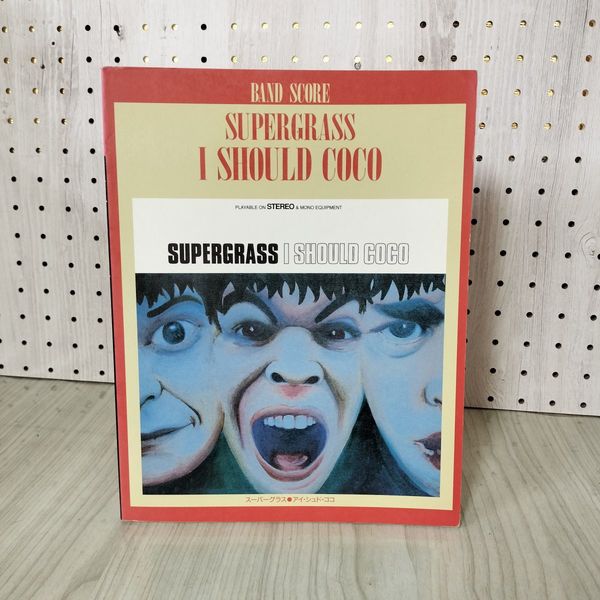 BAND SCORE
SUPERGRASS
I SHOULD COCO
PLAYABLE ON STEREO & MONO EQUIPMENT
SUPERGRASS I SHOULD COCO
スーパーグラス●アイ・シュド・ココ